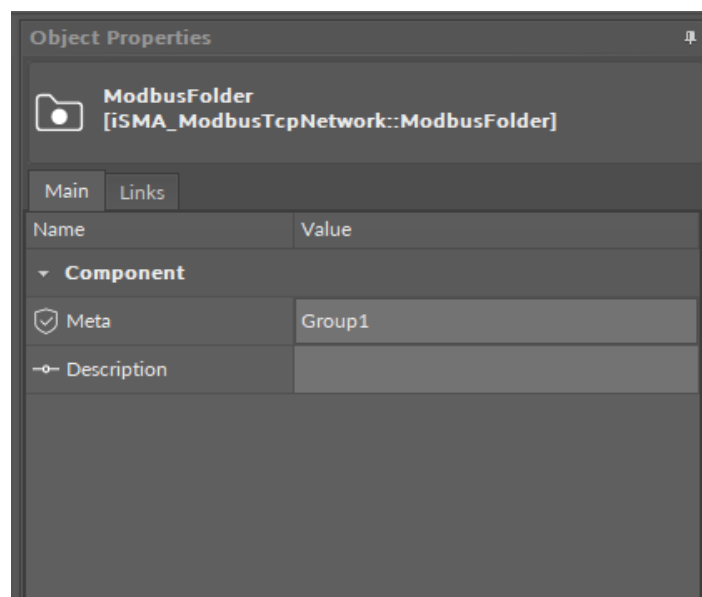 Object Properties
ModbusFolder
[iSMA_ModbusTcpNetwork::ModbusFolder]
Main Links
Name Value
Component
Meta Group1
Description